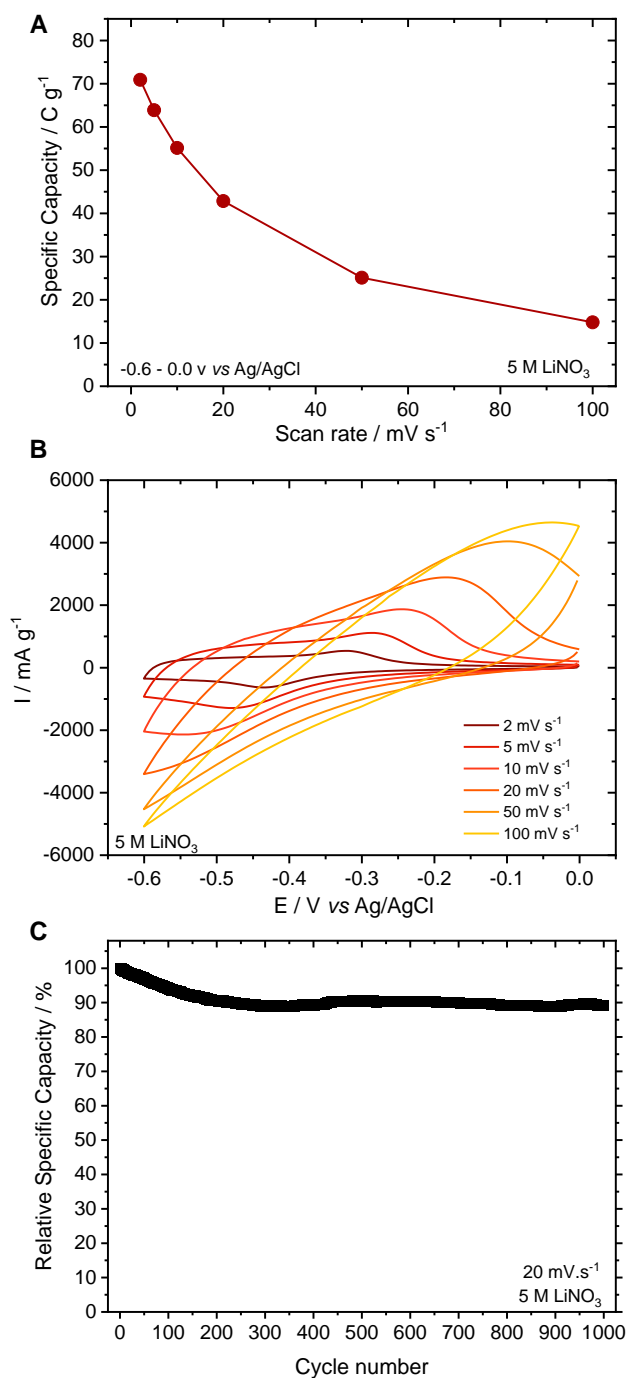 A
80
70
60
50
40
30
20
10
0
Specific Capacity / C g⁻¹
-0.6 - 0.0 v vs Ag/AgCl
5 M LiNO₃
0 20 40 60 80 100
Scan rate / mV s⁻¹
B
6000
4000
2000
0
-2000
-4000
-6000
I / mA g⁻¹
2 mV s⁻¹
5 mV s⁻¹
10 mV s⁻¹
20 mV s⁻¹
50 mV s⁻¹
100 mV s⁻¹
5 M LiNO₃
-0.6 -0.5 -0.4 -0.3 -0.2 -0.1 0.0
E / V vs Ag/AgCl
C
100
90
80
70
60
50
40
30
20
10
0
Relative Specific Capacity / %
20 mV.s⁻¹
5 M LiNO₃
0 100 200 300 400 500 600 700 800 900 1000
Cycle number